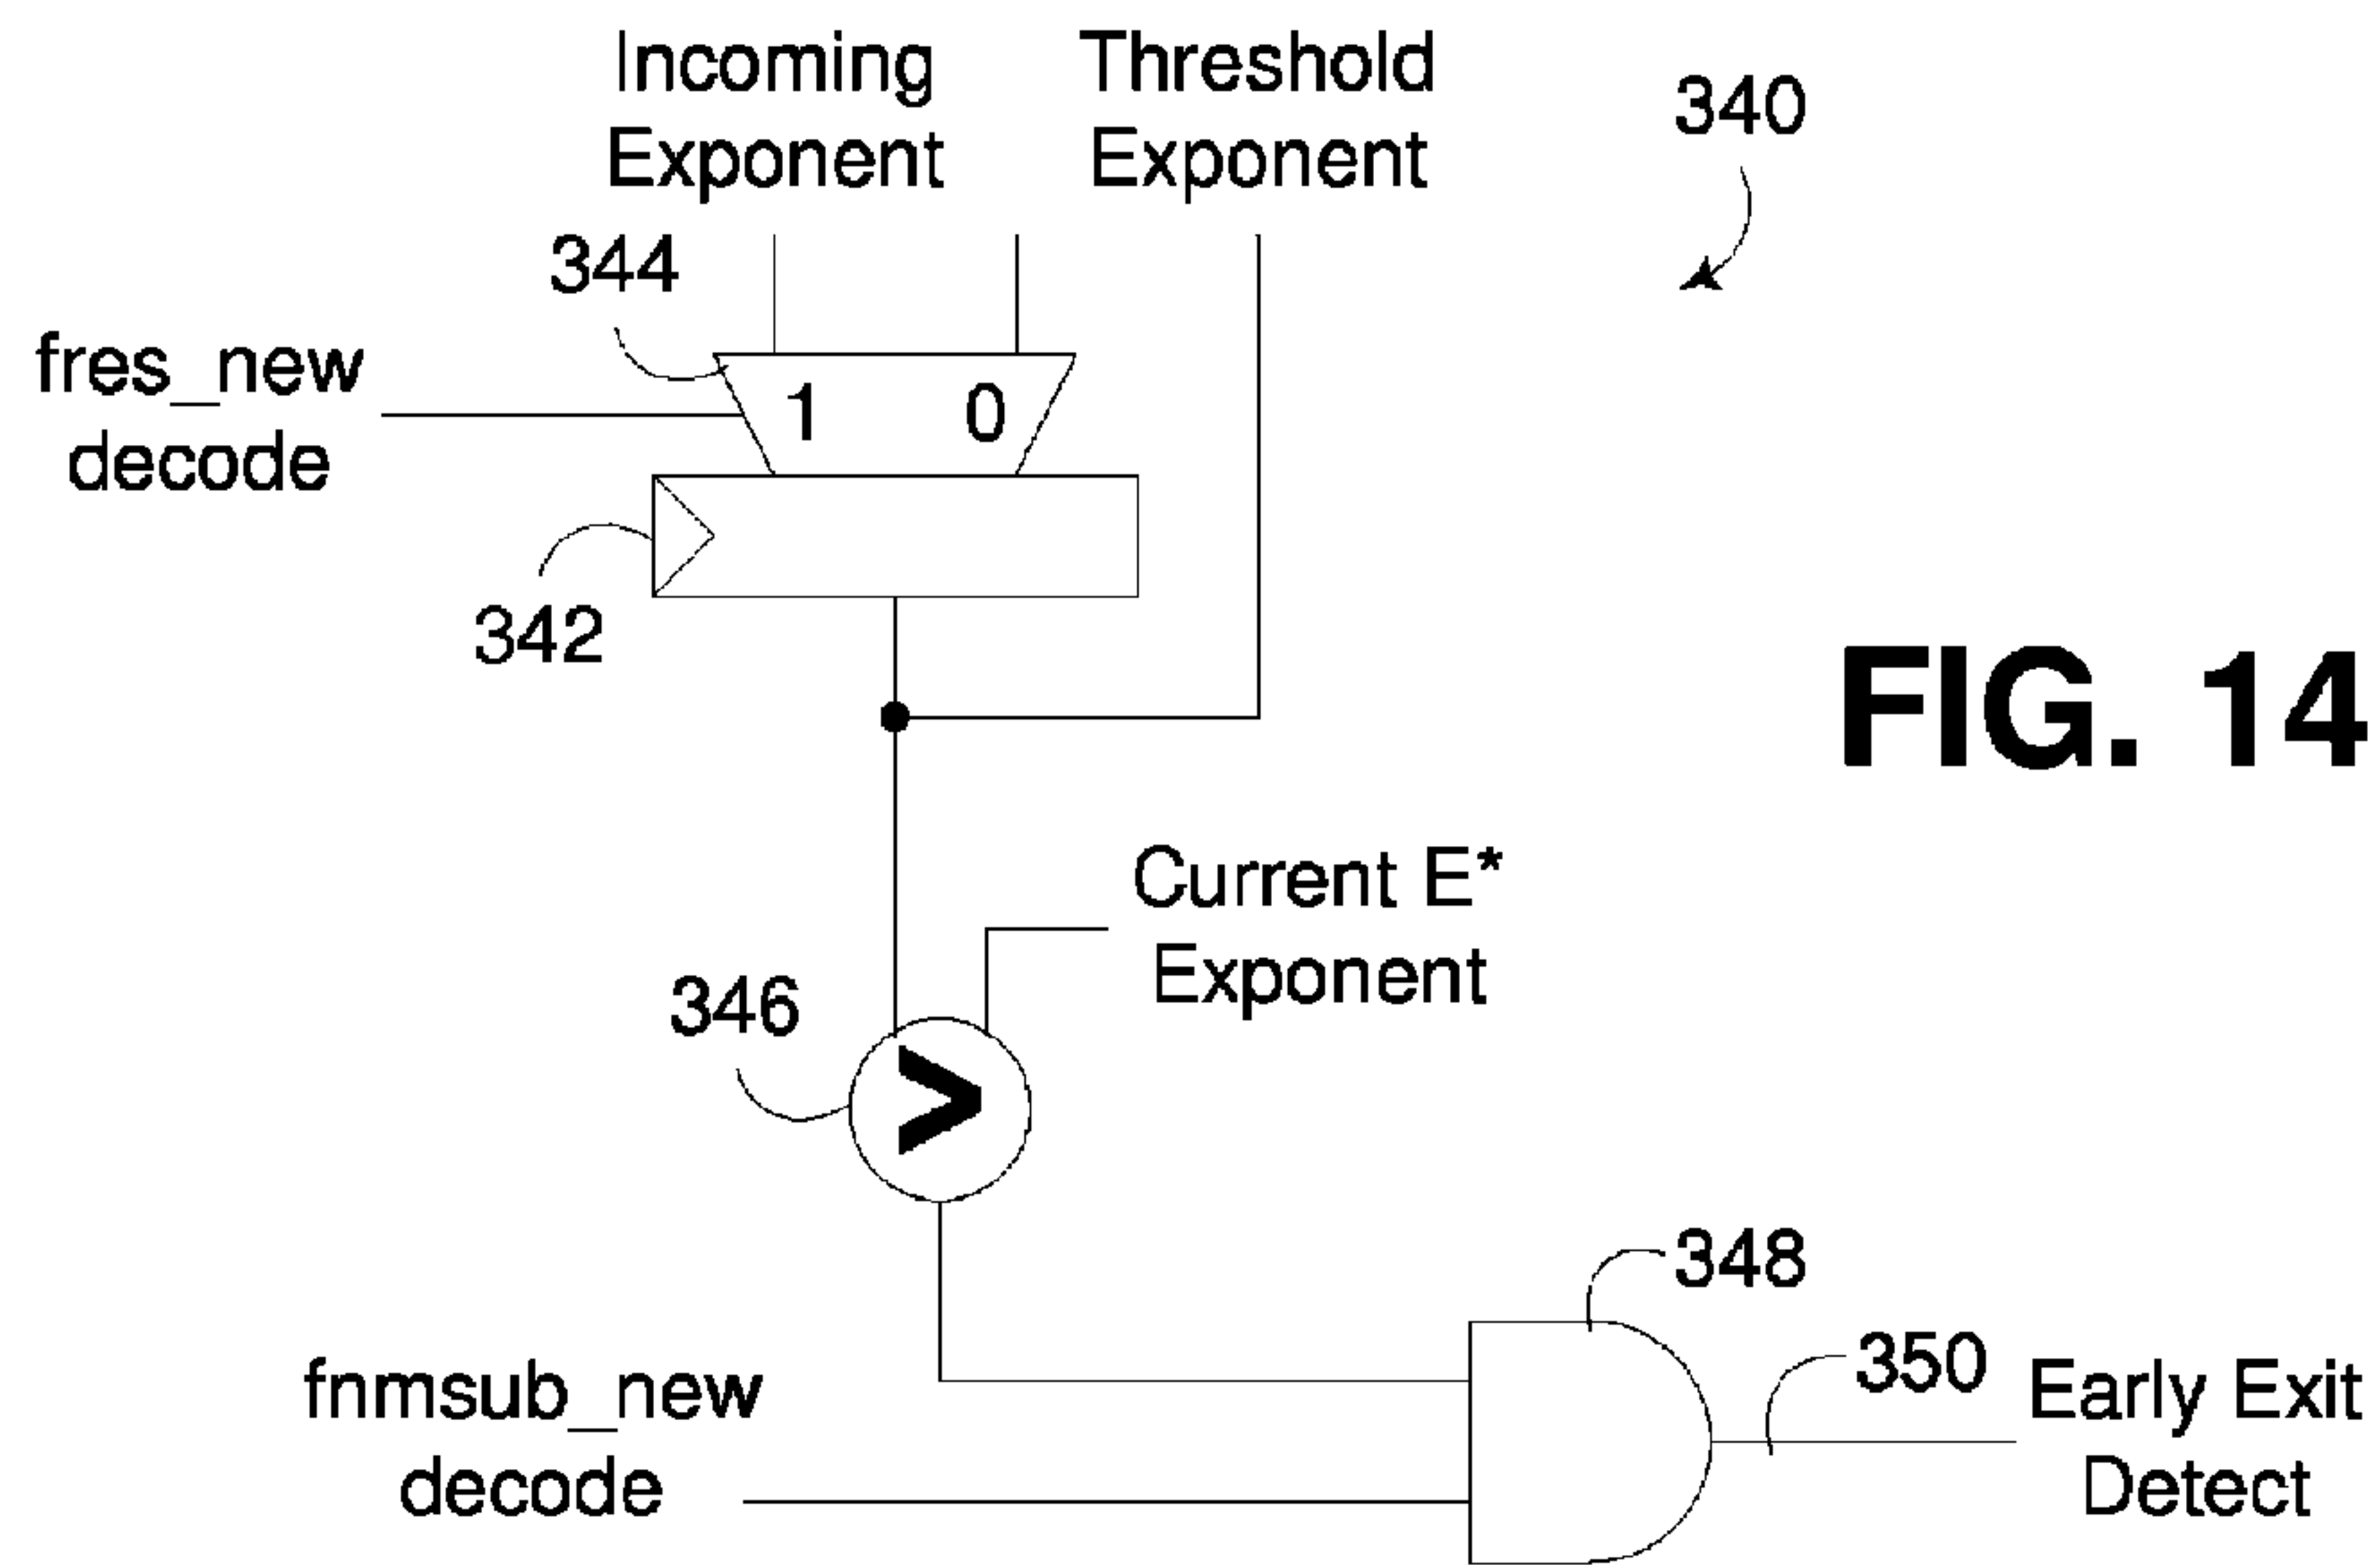 Incoming
Exponent
Threshold
Exponent
340
344
fres_new
decode
1 0
342
FIG. 14
Current E*
Exponent
346
>
348
350
Early Exit
Detect
fnmsub_new
decode